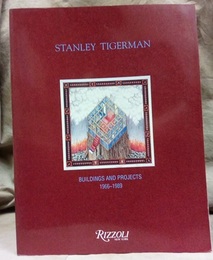 STANLEY TIGERMAN
BUILDINGS AND PROJECTS
1966-1989
RIZZOLI
NEW YORK